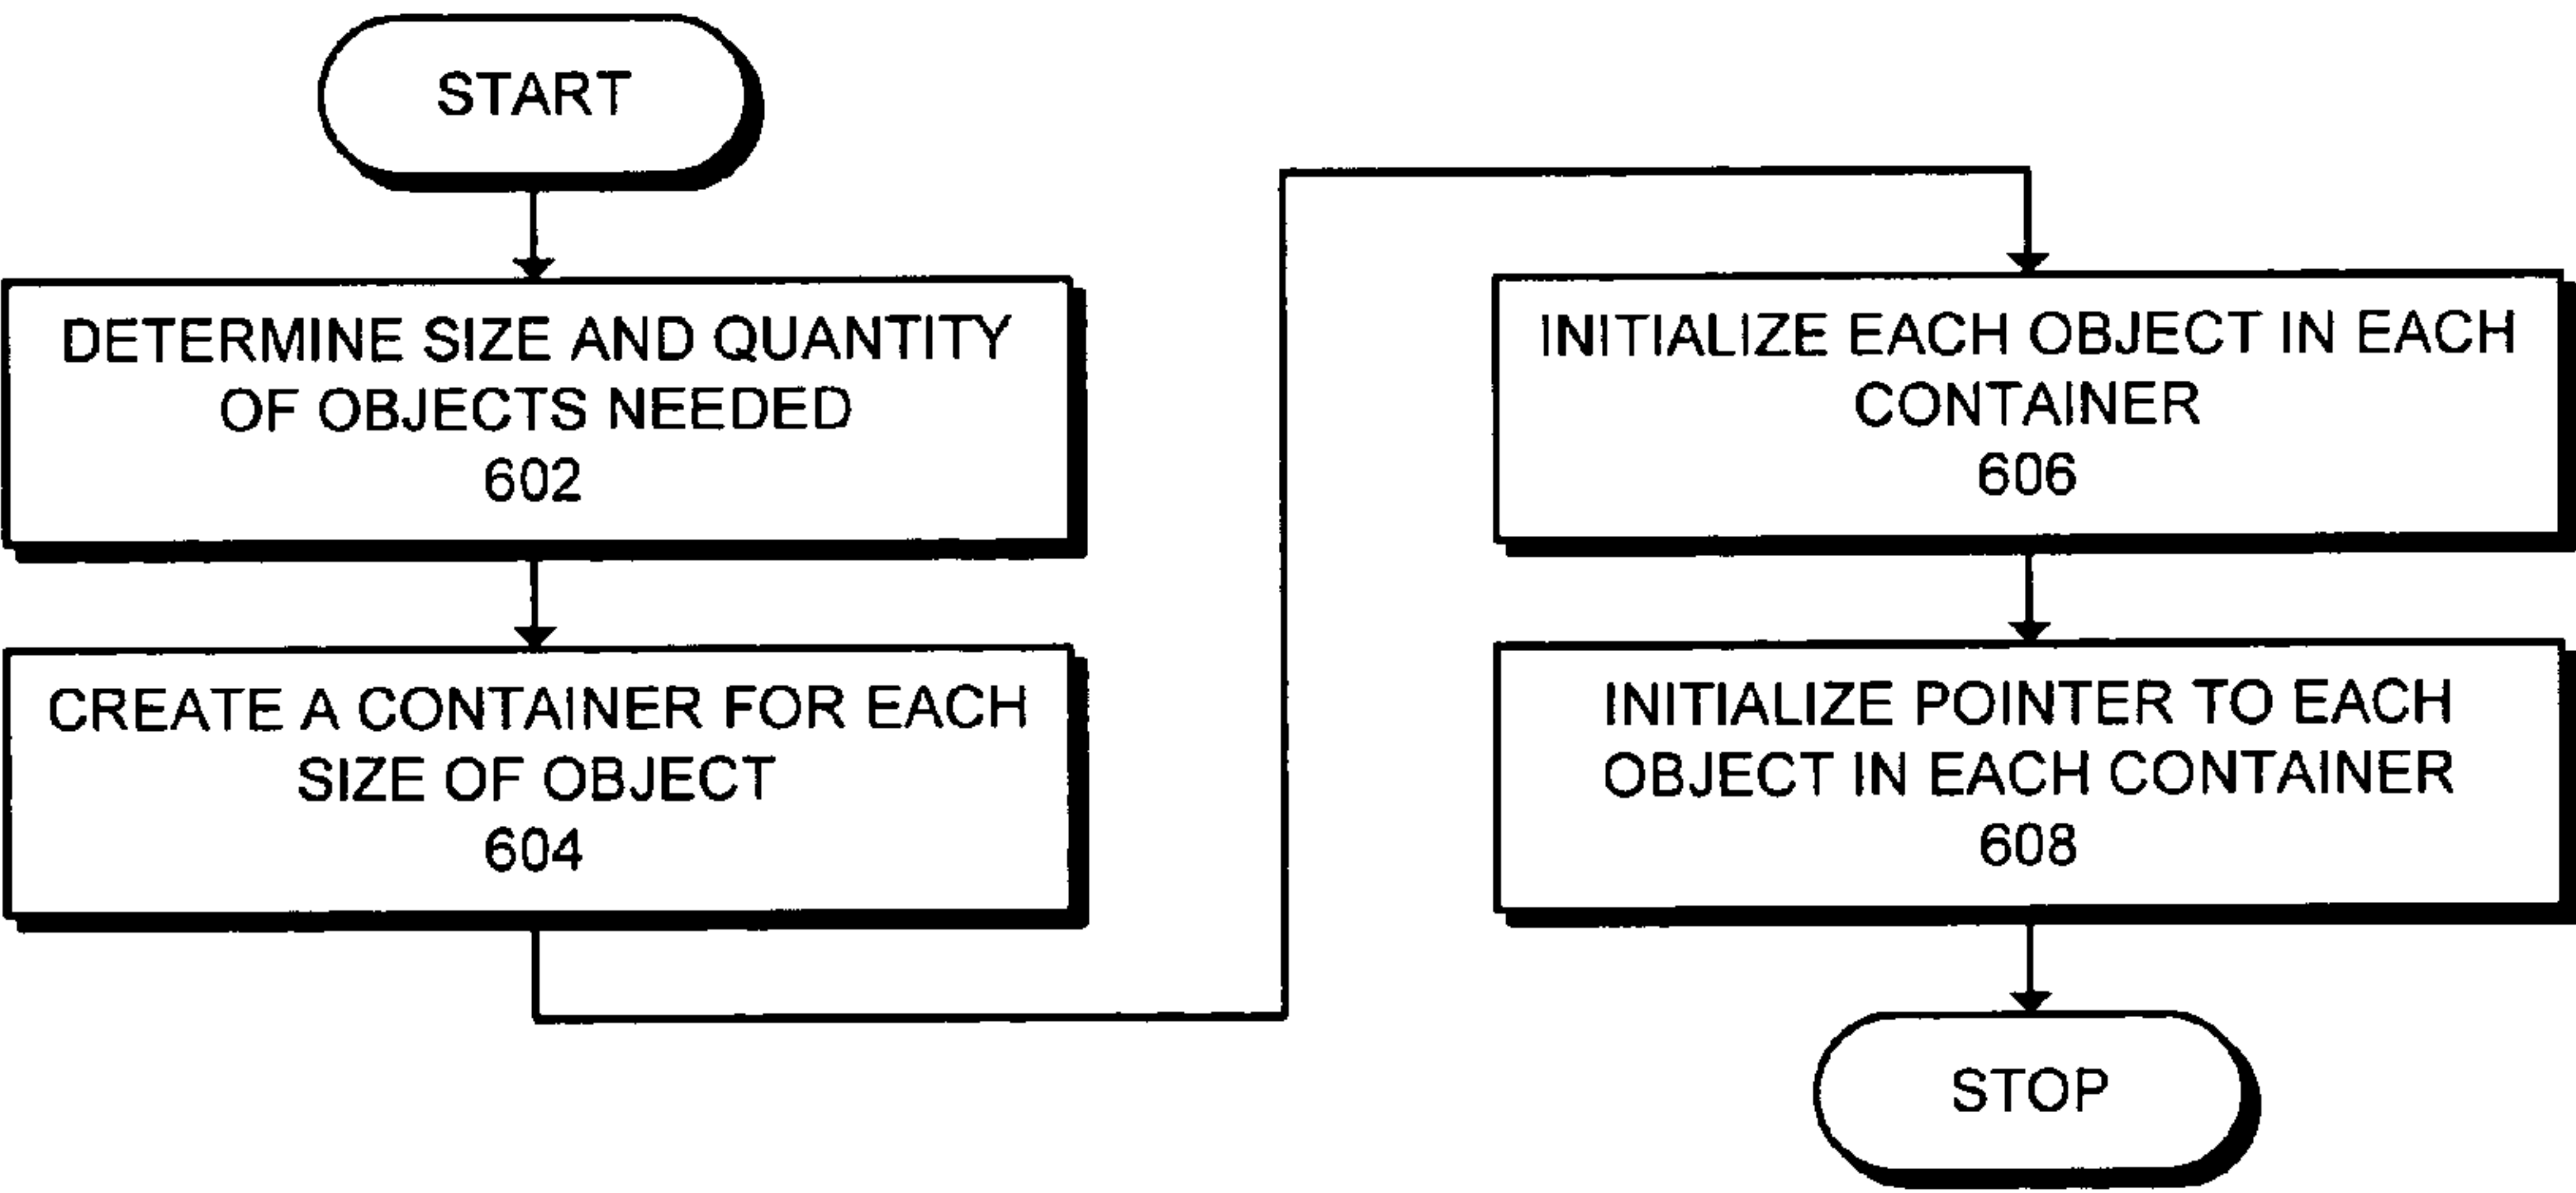 START
DETERMINE SIZE AND QUANTITY
OF OBJECTS NEEDED
602
CREATE A CONTAINER FOR EACH
SIZE OF OBJECT
604
INITIALIZE EACH OBJECT IN EACH
CONTAINER
606
INITIALIZE POINTER TO EACH
OBJECT IN EACH CONTAINER
608
STOP